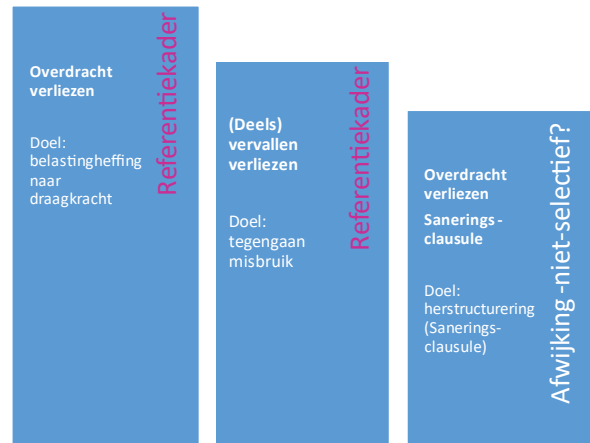 Overdracht
verliezen
Doel:
belastingheffing
naar
draagkracht
Referentiekader
(Deels)
vervallen
verliezen
Doel:
tegengaan
misbruik
Referentiekader
Overdracht
verliezen
Sanerings -
clausule
Doel:
herstructurering
(Sanerings-
clausule)
Afwijking -niet-selectief?